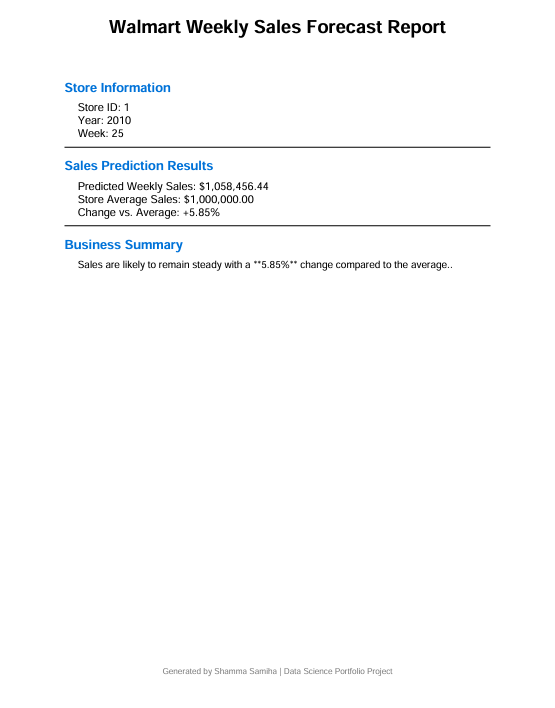 Walmart Weekly Sales Forecast Report
Store Information
Store ID: 1
Year: 2010
Week: 25
Sales Prediction Results
Predicted Weekly Sales: $1,058,456.44
Store Average Sales: $1,000,000.00
Change vs. Average: +5.85%
Business Summary
Sales are likely to remain steady with a **5.85%** change compared to the average..
Generated by Shamma Samiha | Data Science Portfolio Project